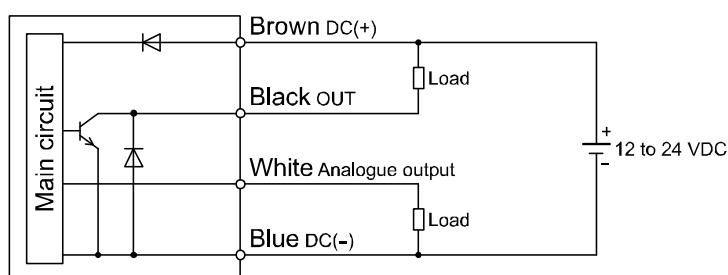 Main circuit
Brown DC(+)
Load
Black OUT
+
12 to 24 VDC
-
White Analogue output
Load
Blue DC(-)